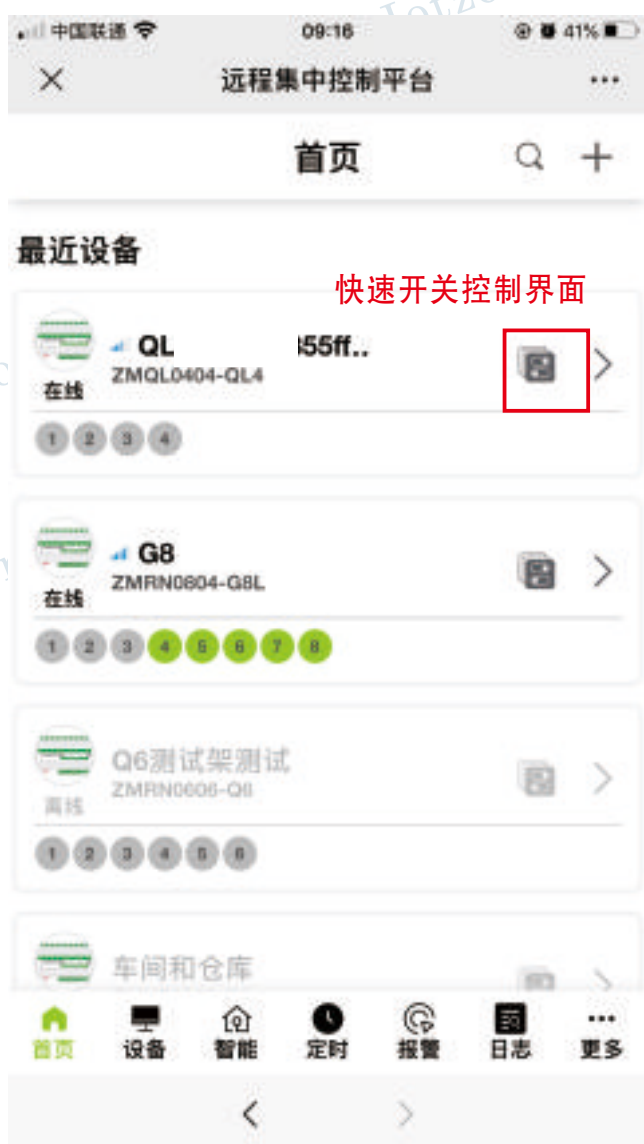 中国联通 09:16 41%
远程集中控制平台
首页
最近设备
快速开关控制界面
QL 355ff..
ZMQL0404-QL4
在线
1 2 3 4
G8
ZMRN0804-G8L
在线
1 2 3 4 5 6 7 8
Q6测试架测试
ZMRN0606-Q6
离线
1 2 3 4 5 6
车间和仓库
首页 设备 智能 定时 报警 日志 更多